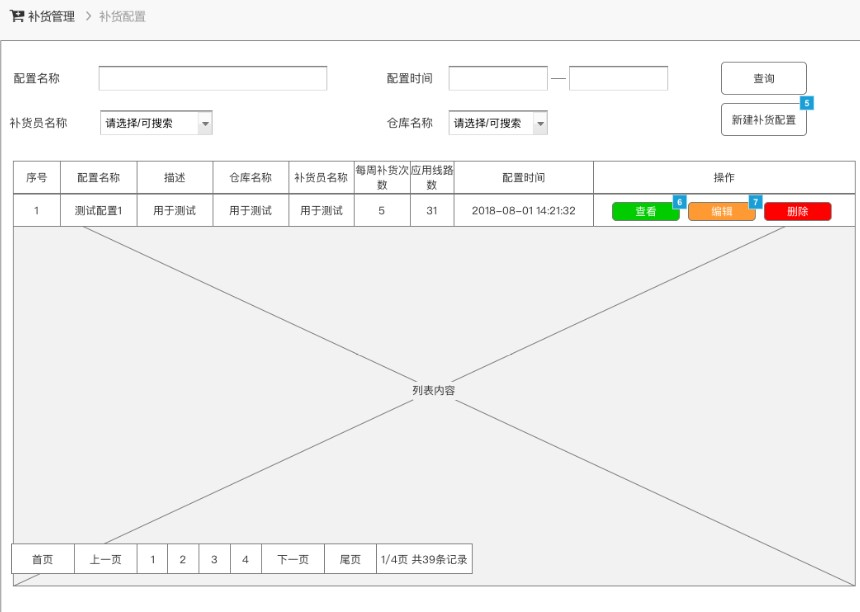 补货管理 > 补货配置
配置名称 配置时间 — 查询
5
补货员名称 请选择/可搜索 仓库名称 请选择/可搜索 新建补货配置
序号 配置名称 描述 仓库名称 补货员名称 每周补货次数 应用线路数 配置时间 操作
6 7
1 测试配置1 用于测试 用于测试 用于测试 5 31 2018-08-01 14:21:32 查看 编辑 删除
列表内容
首页 上一页 1 2 3 4 下一页 尾页 1/4页 共39条记录